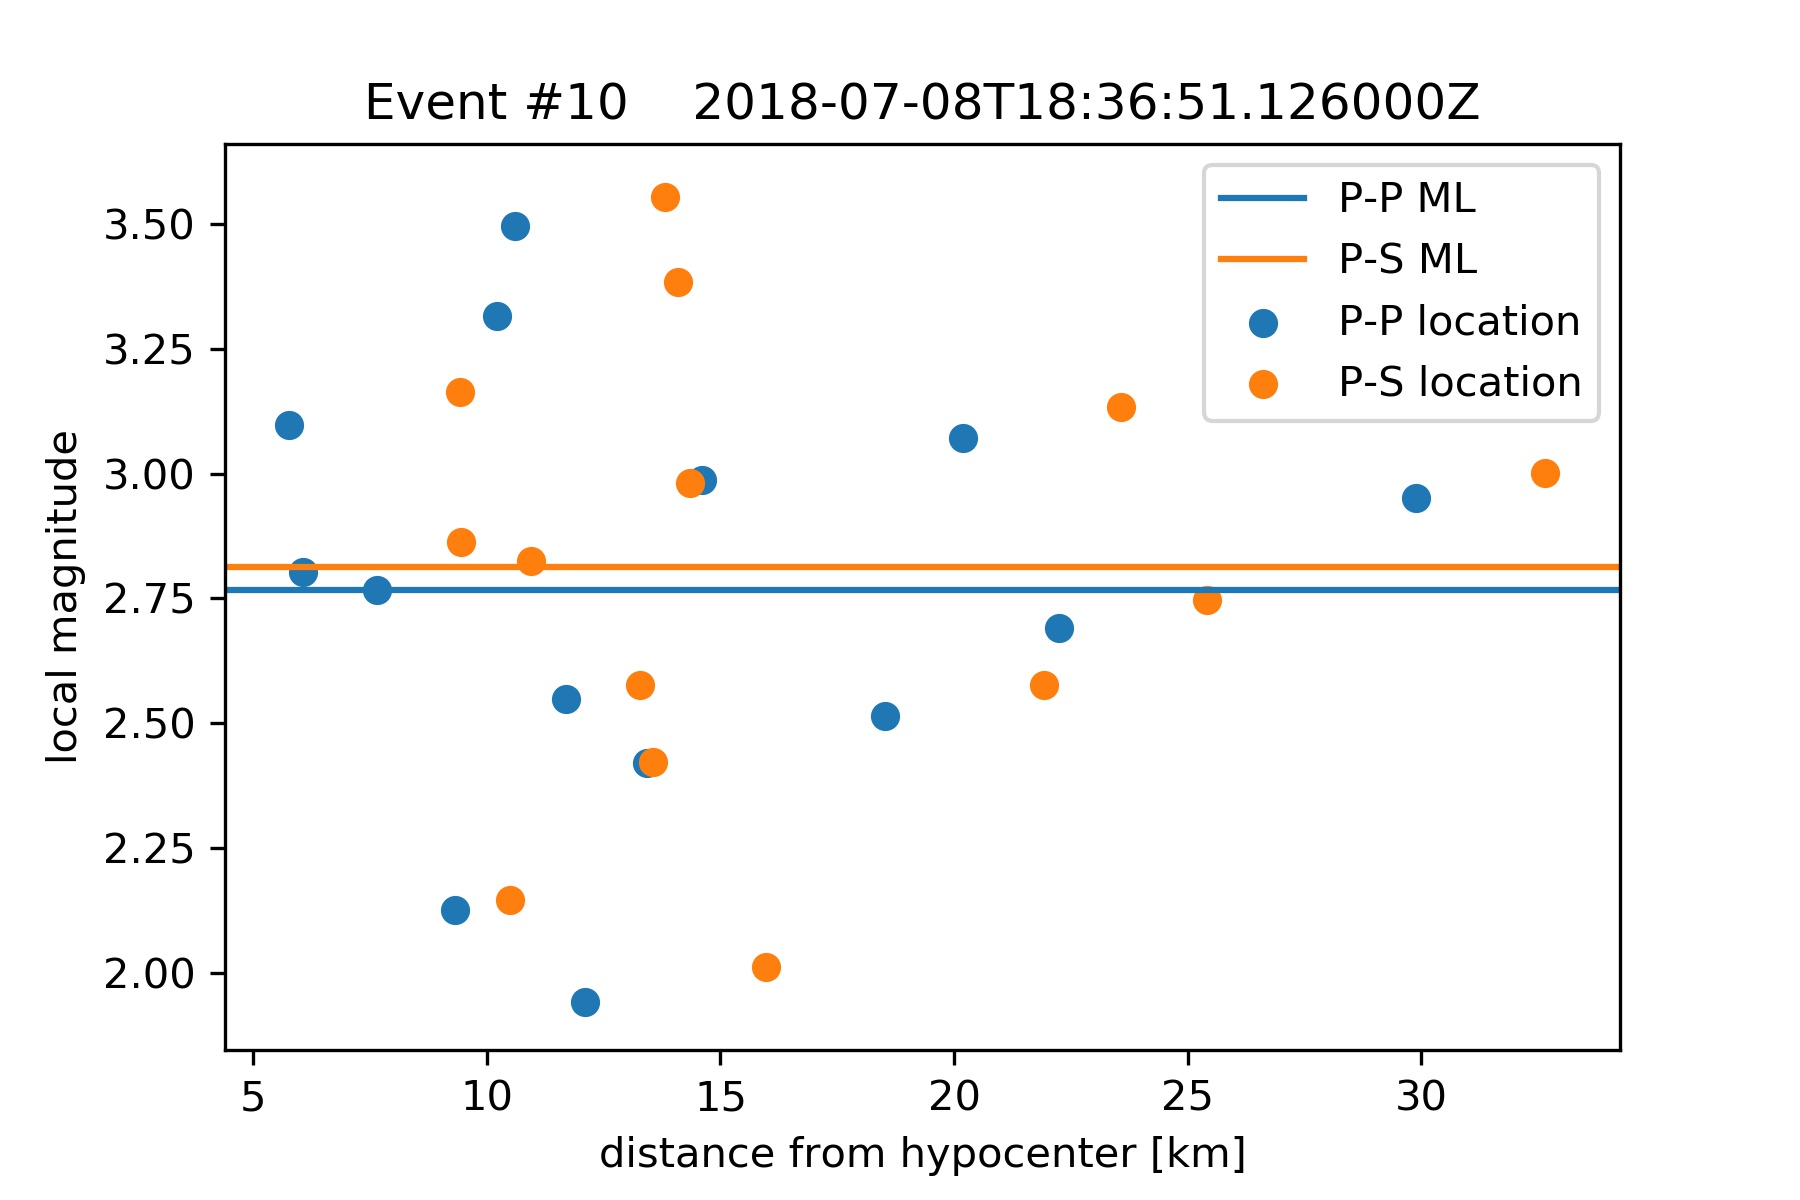 Event #10    2018-07-08T18:36:51.126000Z
P-P ML
P-S ML
P-P location
P-S location
3.50
3.25
3.00
2.75
2.50
2.25
2.00
local magnitude
5 10 15 20 25 30
distance from hypocenter [km]